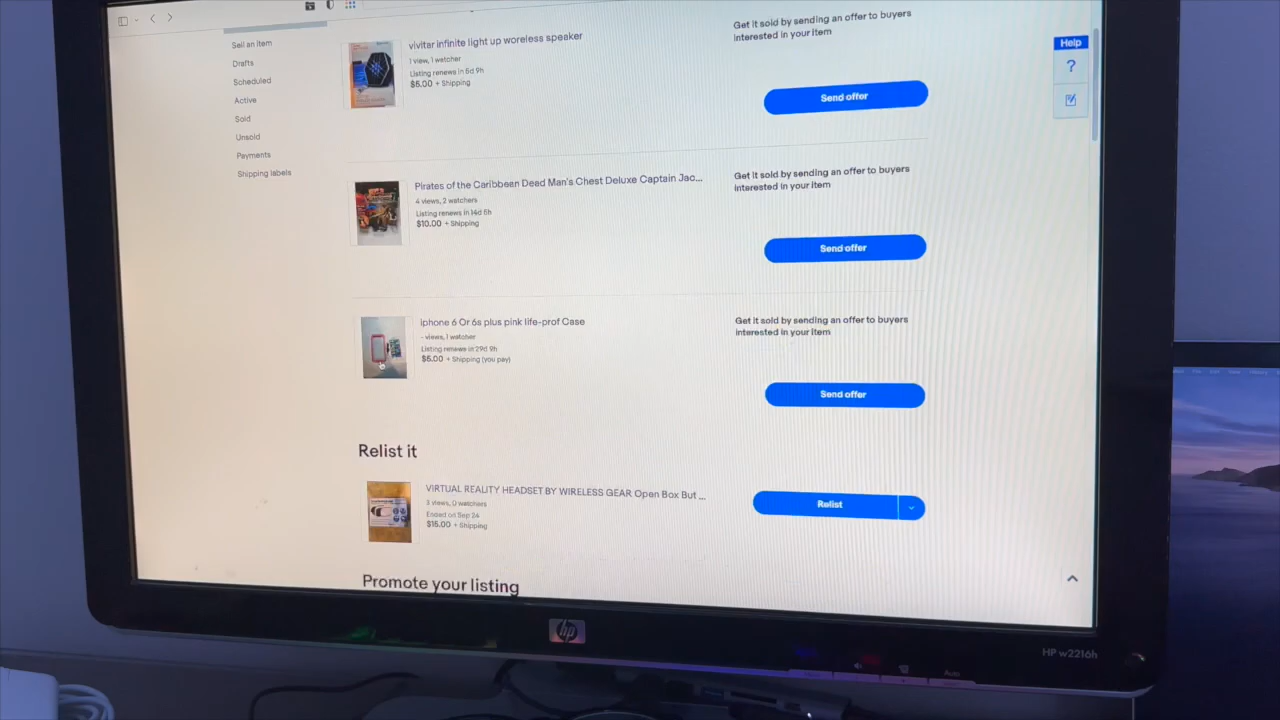 Sell an item
Drafts
Scheduled
Active
Sold
Unsold
Payments
Shipping labels
vivitar infinite light up woreless speaker
1 view, 1 watcher
Listing renews in 6d 9h
$5.00 + Shipping
Get it sold by sending an offer to buyers
interested in your item
Send offer
Help
?
Pirates of the Caribbean Dead Man's Chest Deluxe Captain Jac...
4 views, 2 watchers
Listing renews in 14d 5h
$10.00 + Shipping
Get it sold by sending an offer to buyers
interested in your item
Send offer
iphone 6 Or 6s plus pink life-prof Case
- views, 1 watcher
Listing renews in 29d 9h
$5.00 + Shipping (you pay)
Get it sold by sending an offer to buyers
interested in your item
Send offer
Relist it
VIRTUAL REALITY HEADSET BY WIRELESS GEAR Open Box But ...
3 views, 0 watchers
Ended on Sep 24
$15.00 + Shipping
Relist
Promote your listing
hp
HP w2216h
Auto